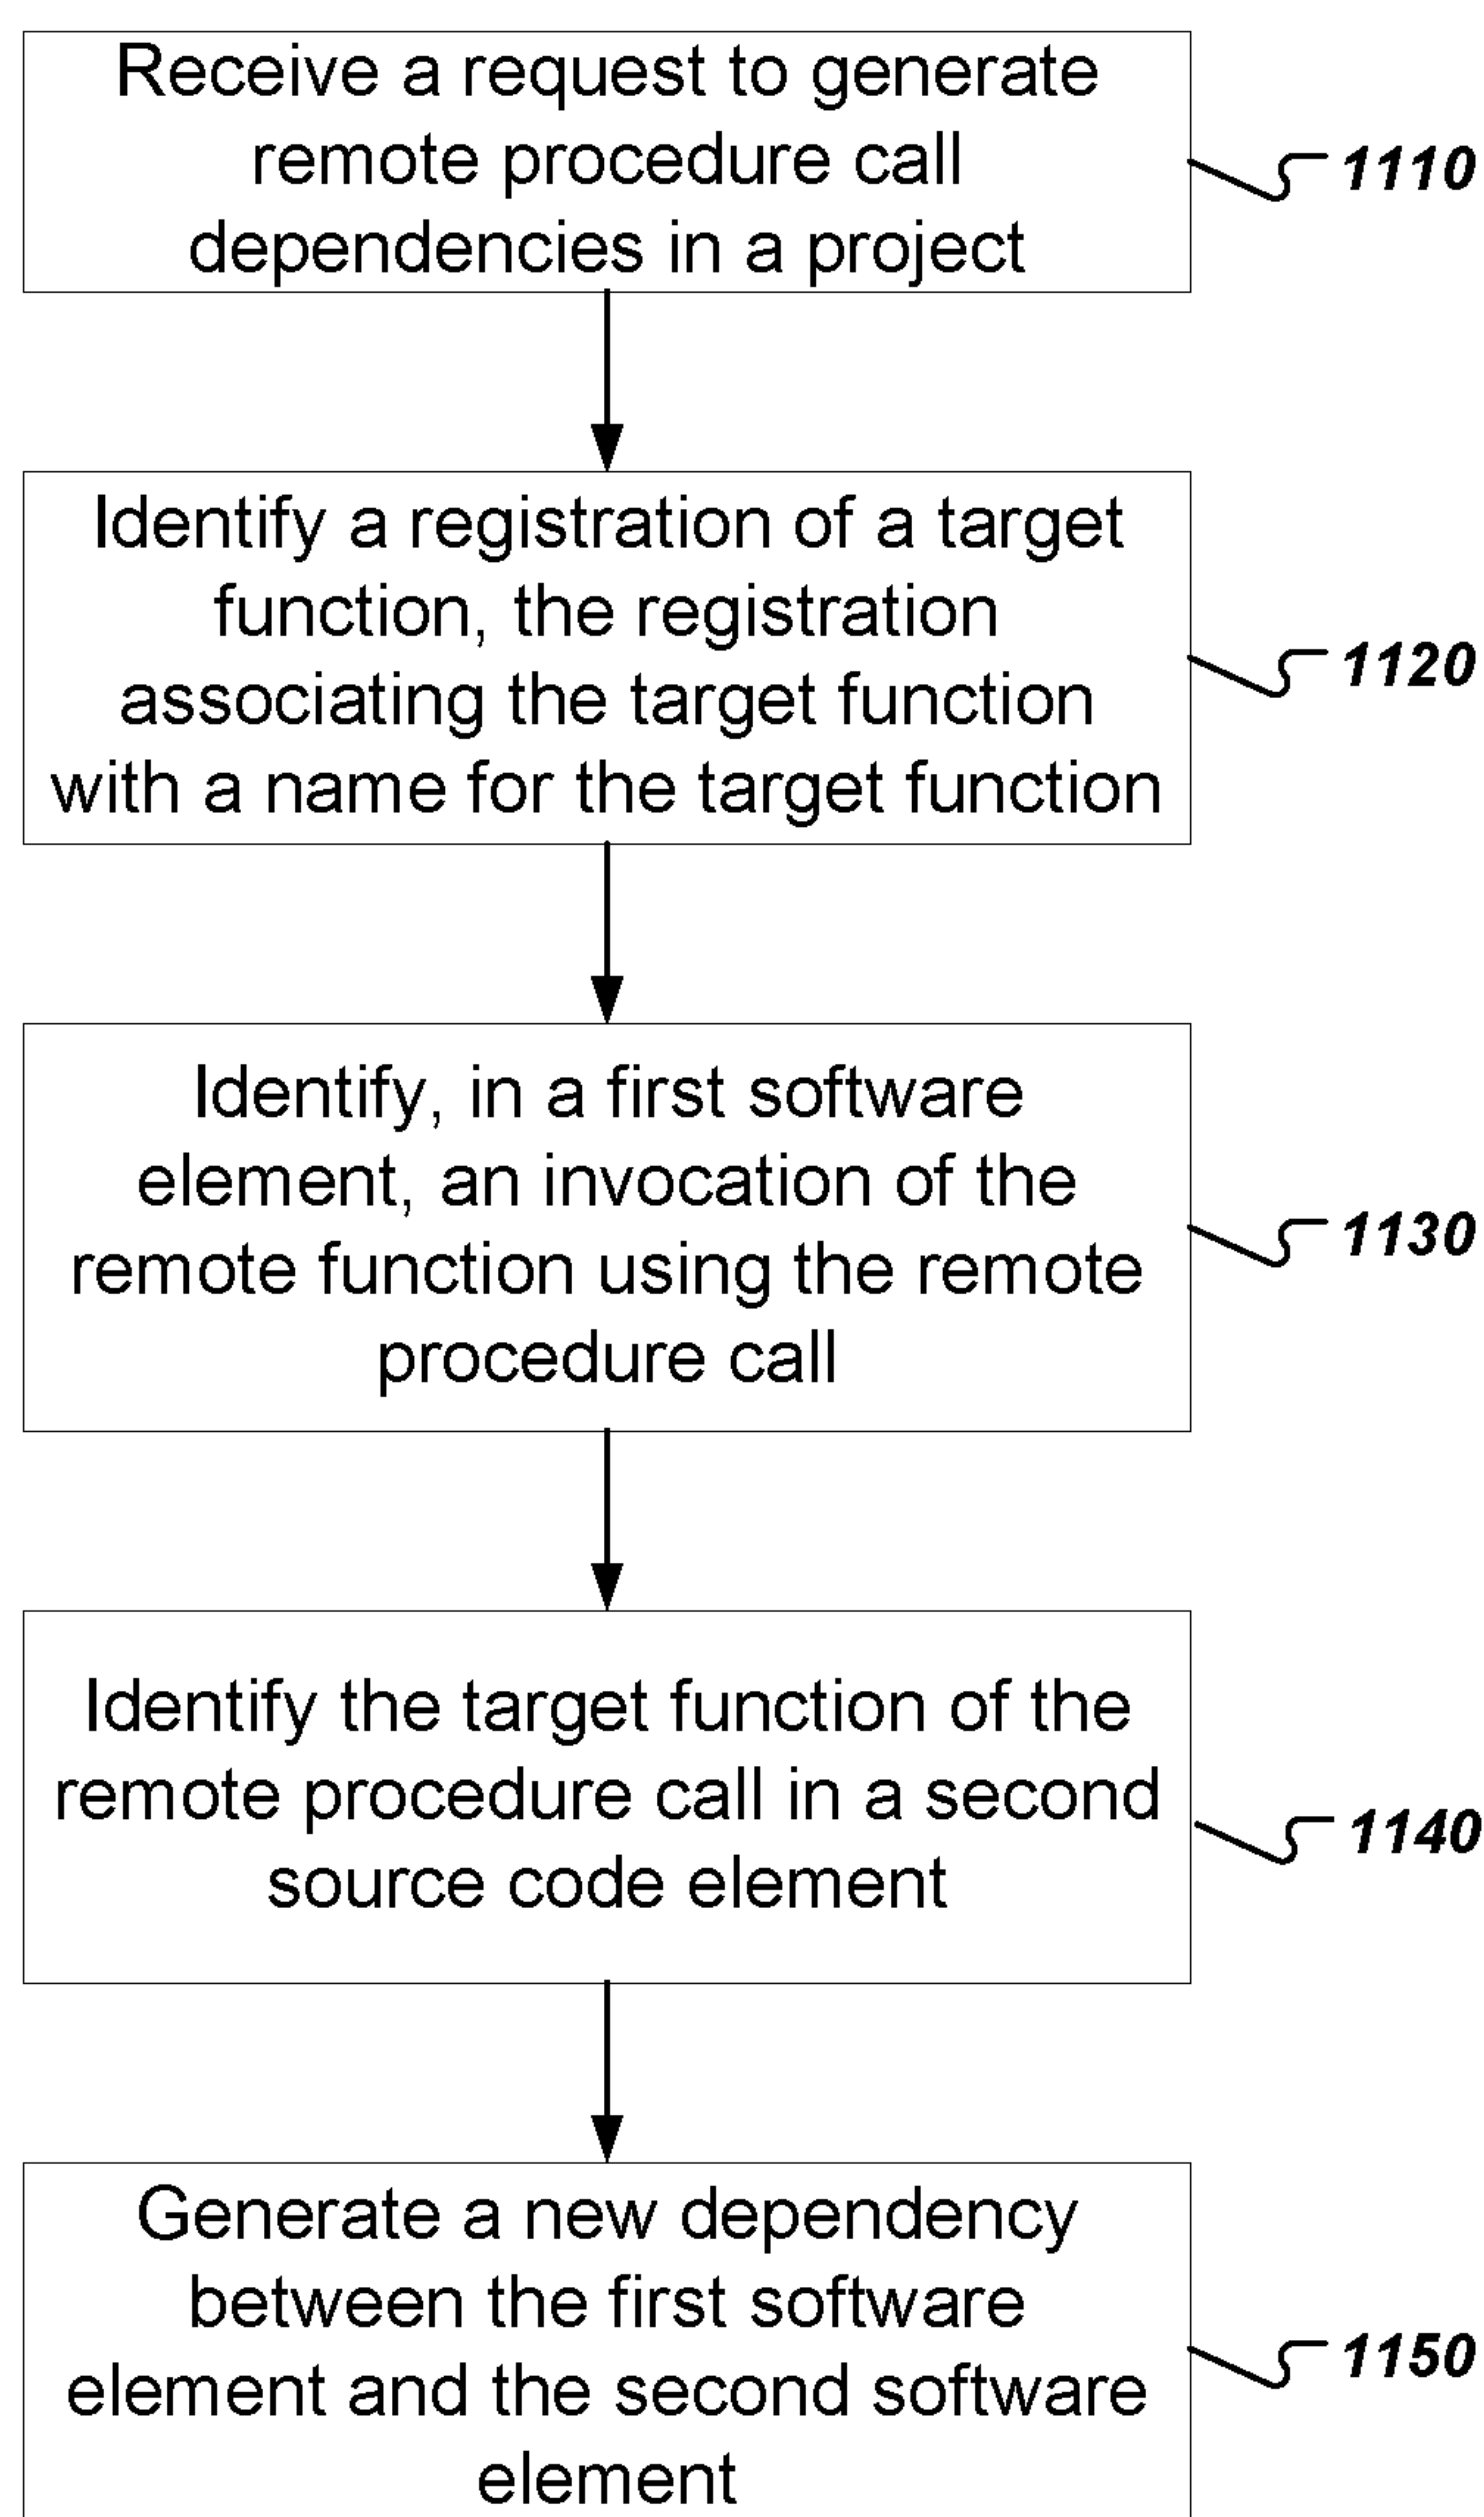 Receive a request to generate
remote procedure call
dependencies in a project
1110
Identify a registration of a target
function, the registration
associating the target function
with a name for the target function
1120
Identify, in a first software
element, an invocation of the
remote function using the remote
procedure call
1130
Identify the target function of the
remote procedure call in a second
source code element
1140
Generate a new dependency
between the first software
element and the second software
element
1150